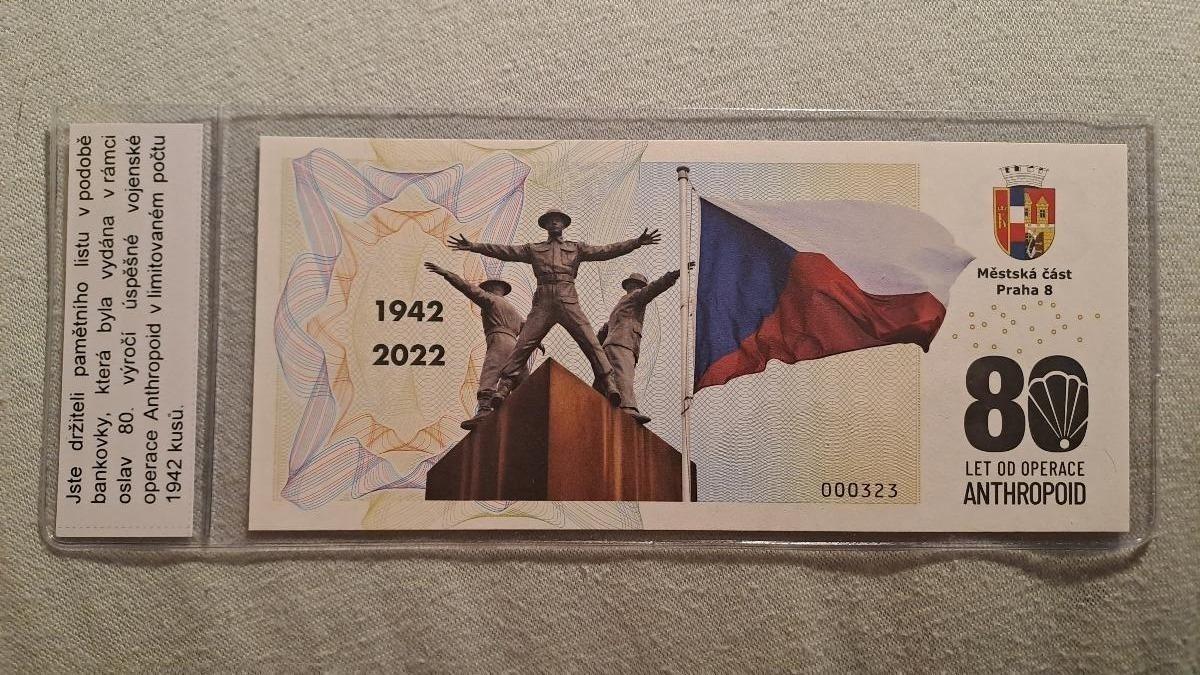 Jste držiteli pamětního listu v podobě
bankovky, která byla vydána v rámci
oslav 80. výročí úspěšné vojenské
operace Anthropoid v limitovaném počtu
1942 kusů.
1942
2022
Městská část
Praha 8
80
LET OD OPERACE
ANTHROPOID
000323